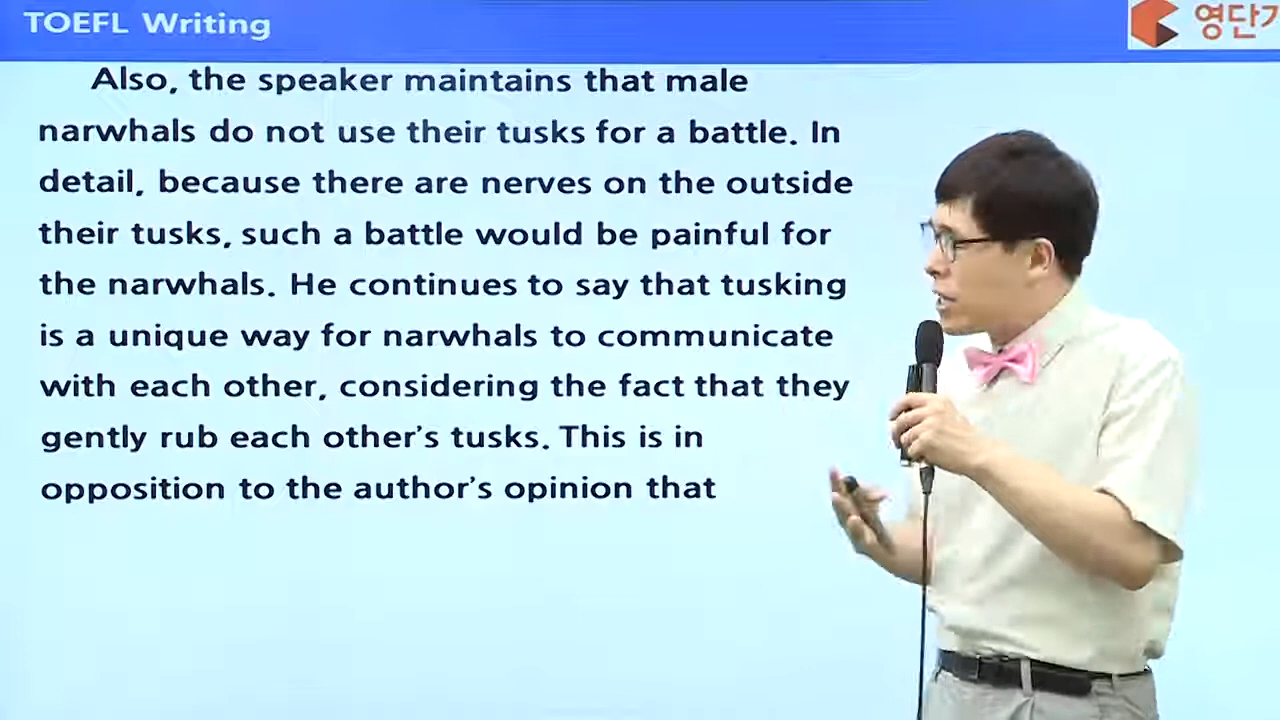 TOEFL Writing
영단기
Also, the speaker maintains that male
narwhals do not use their tusks for a battle. In
detail, because there are nerves on the outside
their tusks, such a battle would be painful for
the narwhals. He continues to say that tusking
is a unique way for narwhals to communicate
with each other, considering the fact that they
gently rub each other's tusks. This is in
opposition to the author's opinion that